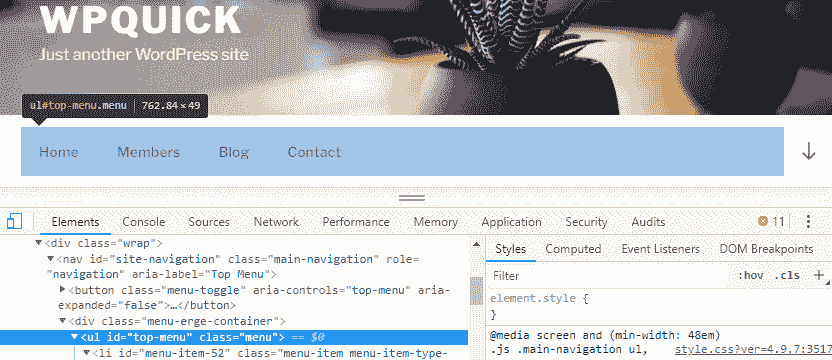 WPQUICK
Just another WordPress site
ul#top-menu.menu | 762.84 × 49
Home Members Blog Contact
Elements Console Sources Network Performance Memory Application Security Audits 11
<div class="wrap">
<nav id="site-navigation" class="main-navigation" role=
"navigation" aria-label="Top Menu">
<button class="menu-toggle" aria-controls="top-menu" aria-
expanded="false">…</button>
<div class="menu-erge-container">
<ul id="top-menu" class="menu"> == $0
<li id="menu-item-52" class="menu-item menu-item-type-
Styles Computed Event Listeners DOM Breakpoints
Filter :hov .cls +
element.style {
}
@media screen and (min-width: 48em)
.js .main-navigation ul, style.css?ver=4.9.7:3517